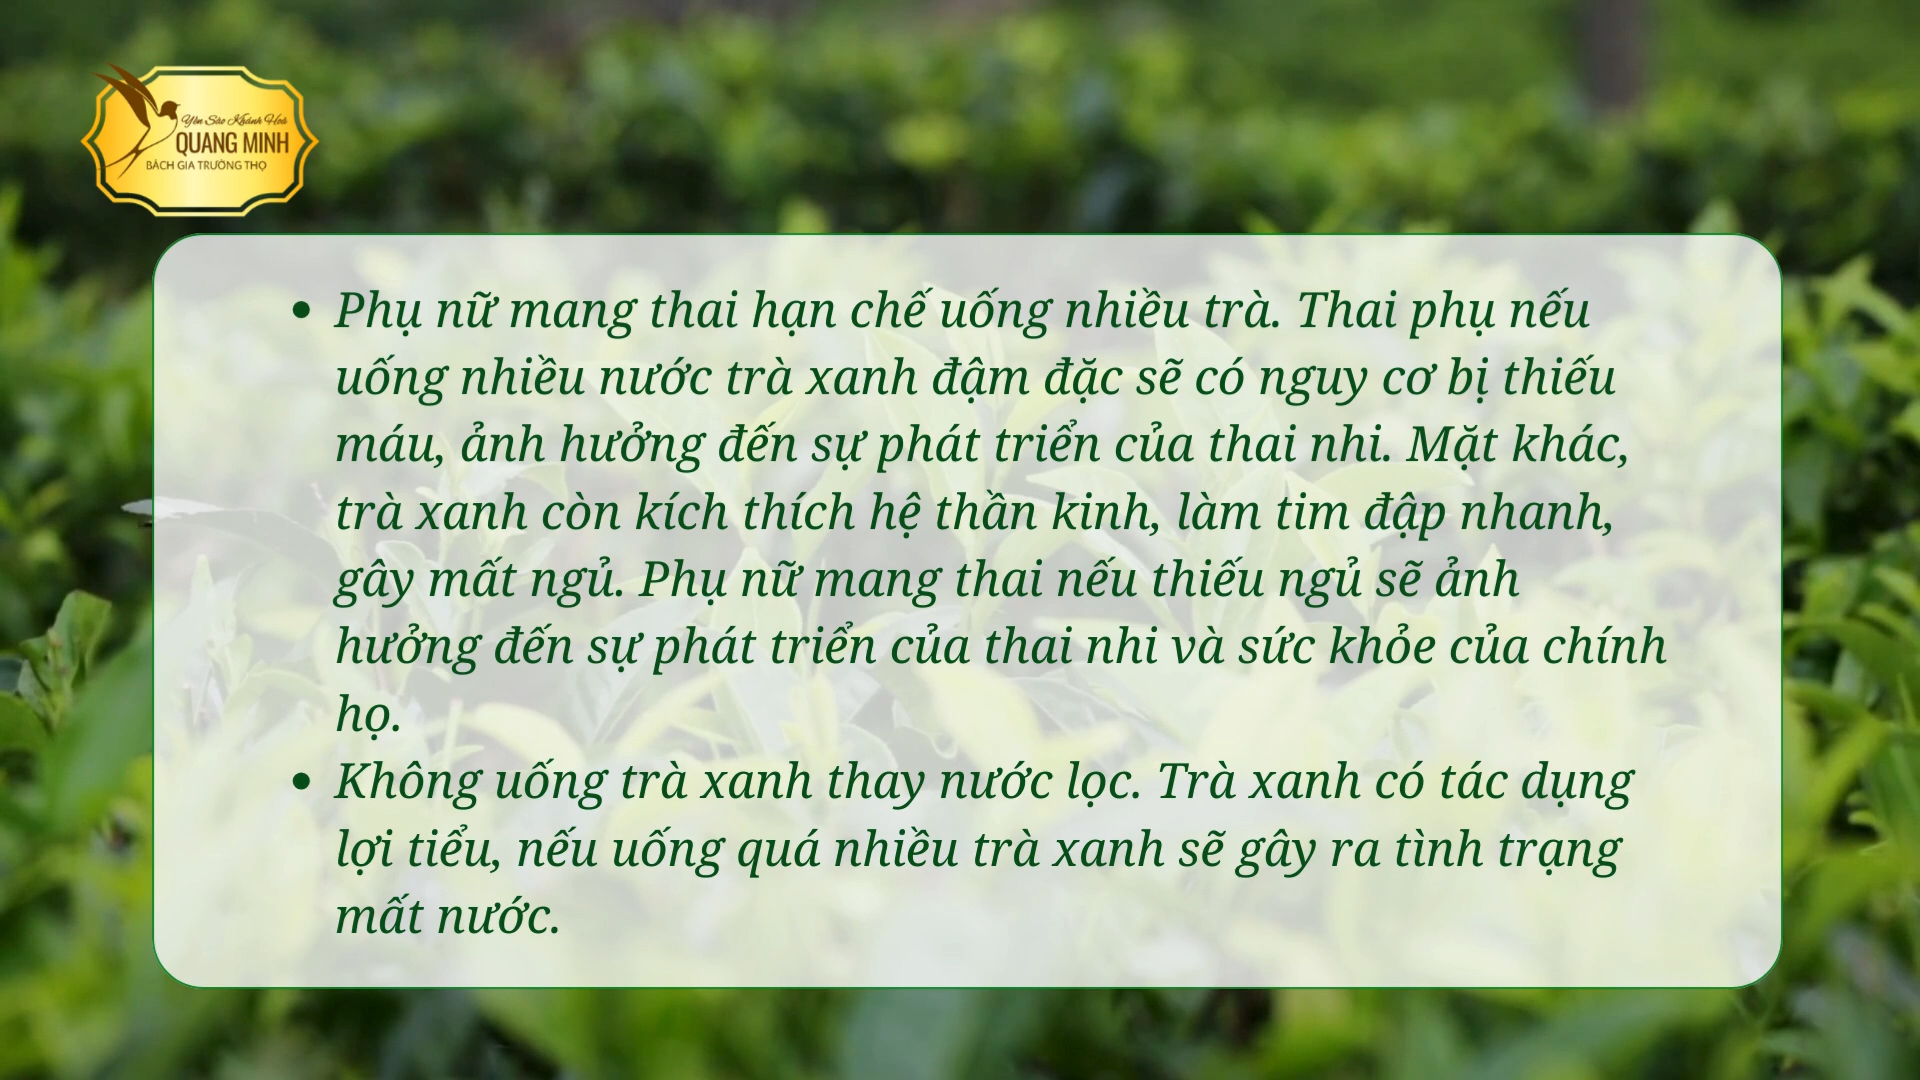 Yến Sào Khánh Hoà
QUANG MINH
BÁCH GIA TRƯỜNG THỌ
• Phụ nữ mang thai hạn chế uống nhiều trà. Thai phụ nếu
uống nhiều nước trà xanh đậm đặc sẽ có nguy cơ bị thiếu
máu, ảnh hưởng đến sự phát triển của thai nhi. Mặt khác,
trà xanh còn kích thích hệ thần kinh, làm tim đập nhanh,
gây mất ngủ. Phụ nữ mang thai nếu thiếu ngủ sẽ ảnh
hưởng đến sự phát triển của thai nhi và sức khỏe của chính
họ.
• Không uống trà xanh thay nước lọc. Trà xanh có tác dụng
lợi tiểu, nếu uống quá nhiều trà xanh sẽ gây ra tình trạng
mất nước.